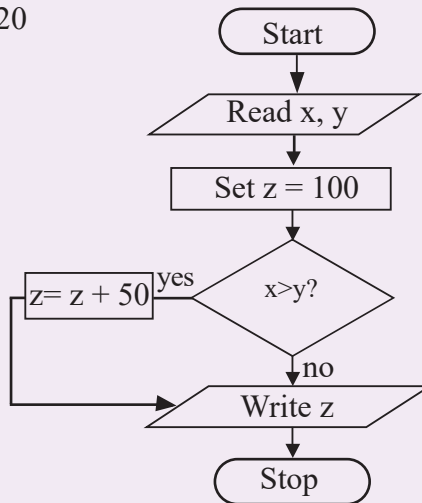 20
Start
Read x, y
Set z = 100
x>y?
yes
z= z + 50
no
Write z
Stop